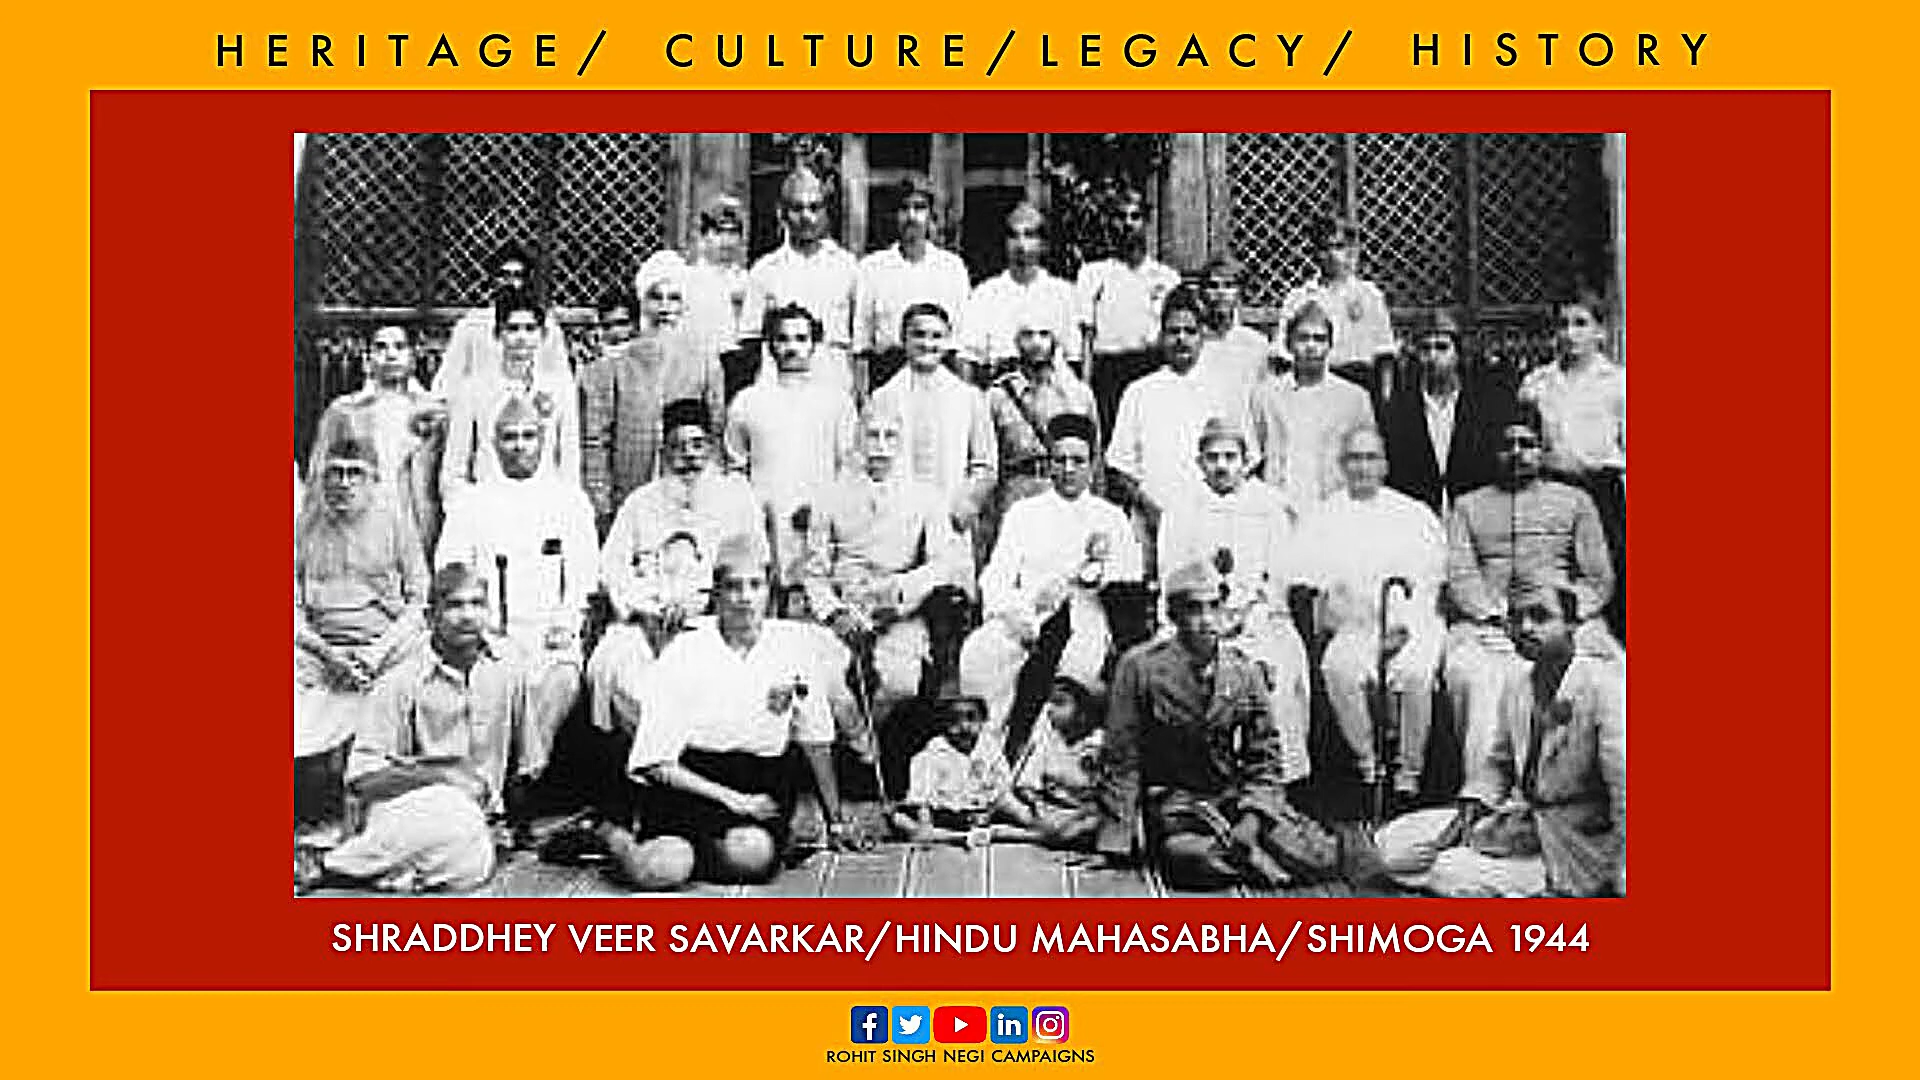 HERITAGE/ CULTURE/LEGACY/ HISTORY
SHRADDHEY VEER SAVARKAR/HINDU MAHASABHA/SHIMOGA 1944
ROHIT SINGH NEGI CAMPAIGNS